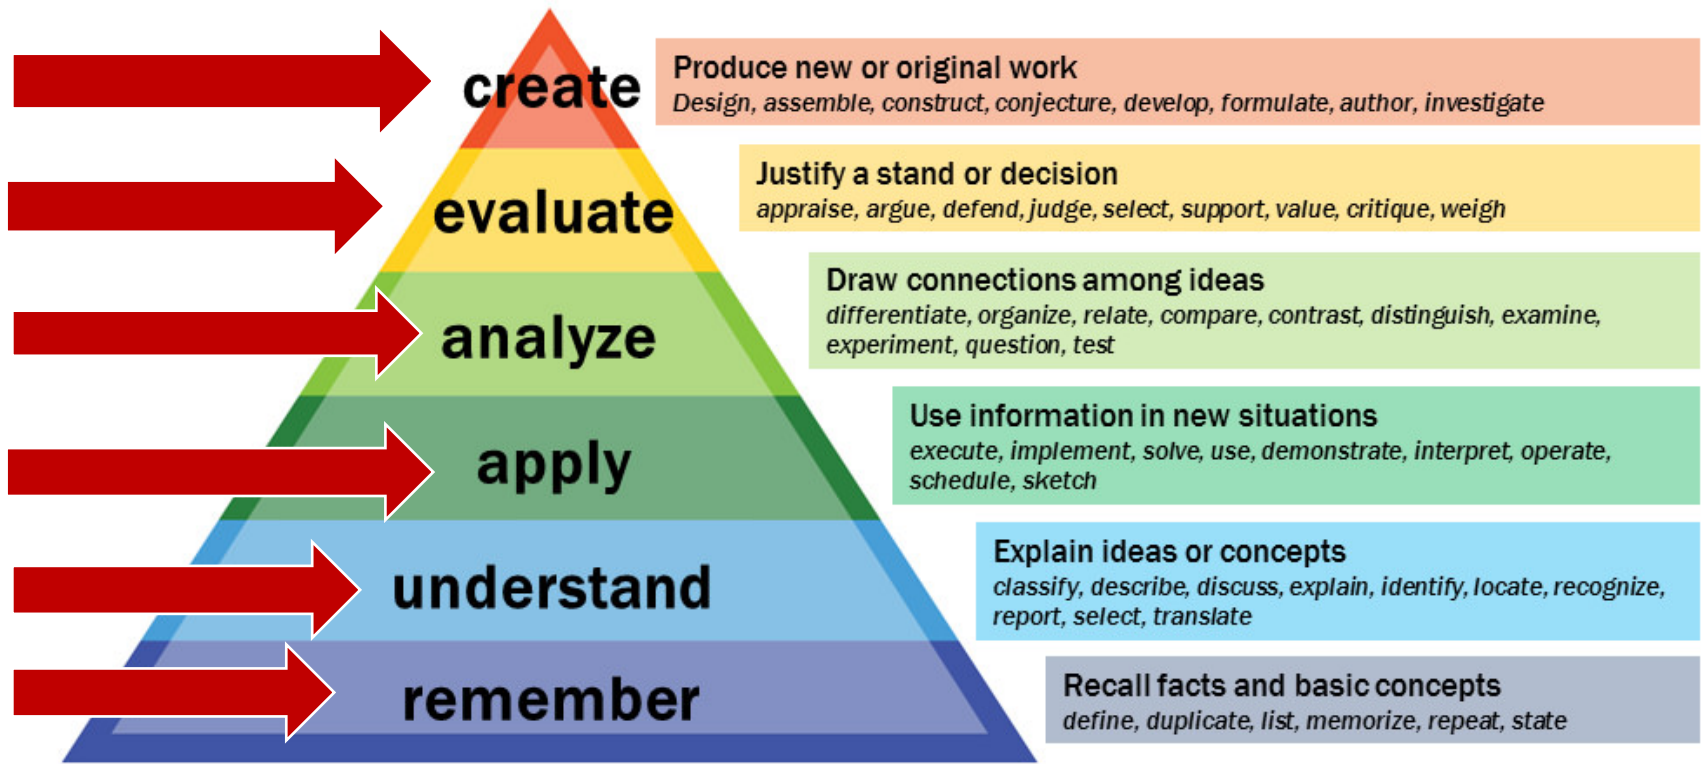 create
Produce new or original work
Design, assemble, construct, conjecture, develop, formulate, author, investigate
evaluate
Justify a stand or decision
appraise, argue, defend, judge, select, support, value, critique, weigh
analyze
Draw connections among ideas
differentiate, organize, relate, compare, contrast, distinguish, examine,
experiment, question, test
apply
Use information in new situations
execute, implement, solve, use, demonstrate, interpret, operate,
schedule, sketch
understand
Explain ideas or concepts
classify, describe, discuss, explain, identify, locate, recognize,
report, select, translate
remember
Recall facts and basic concepts
define, duplicate, list, memorize, repeat, state